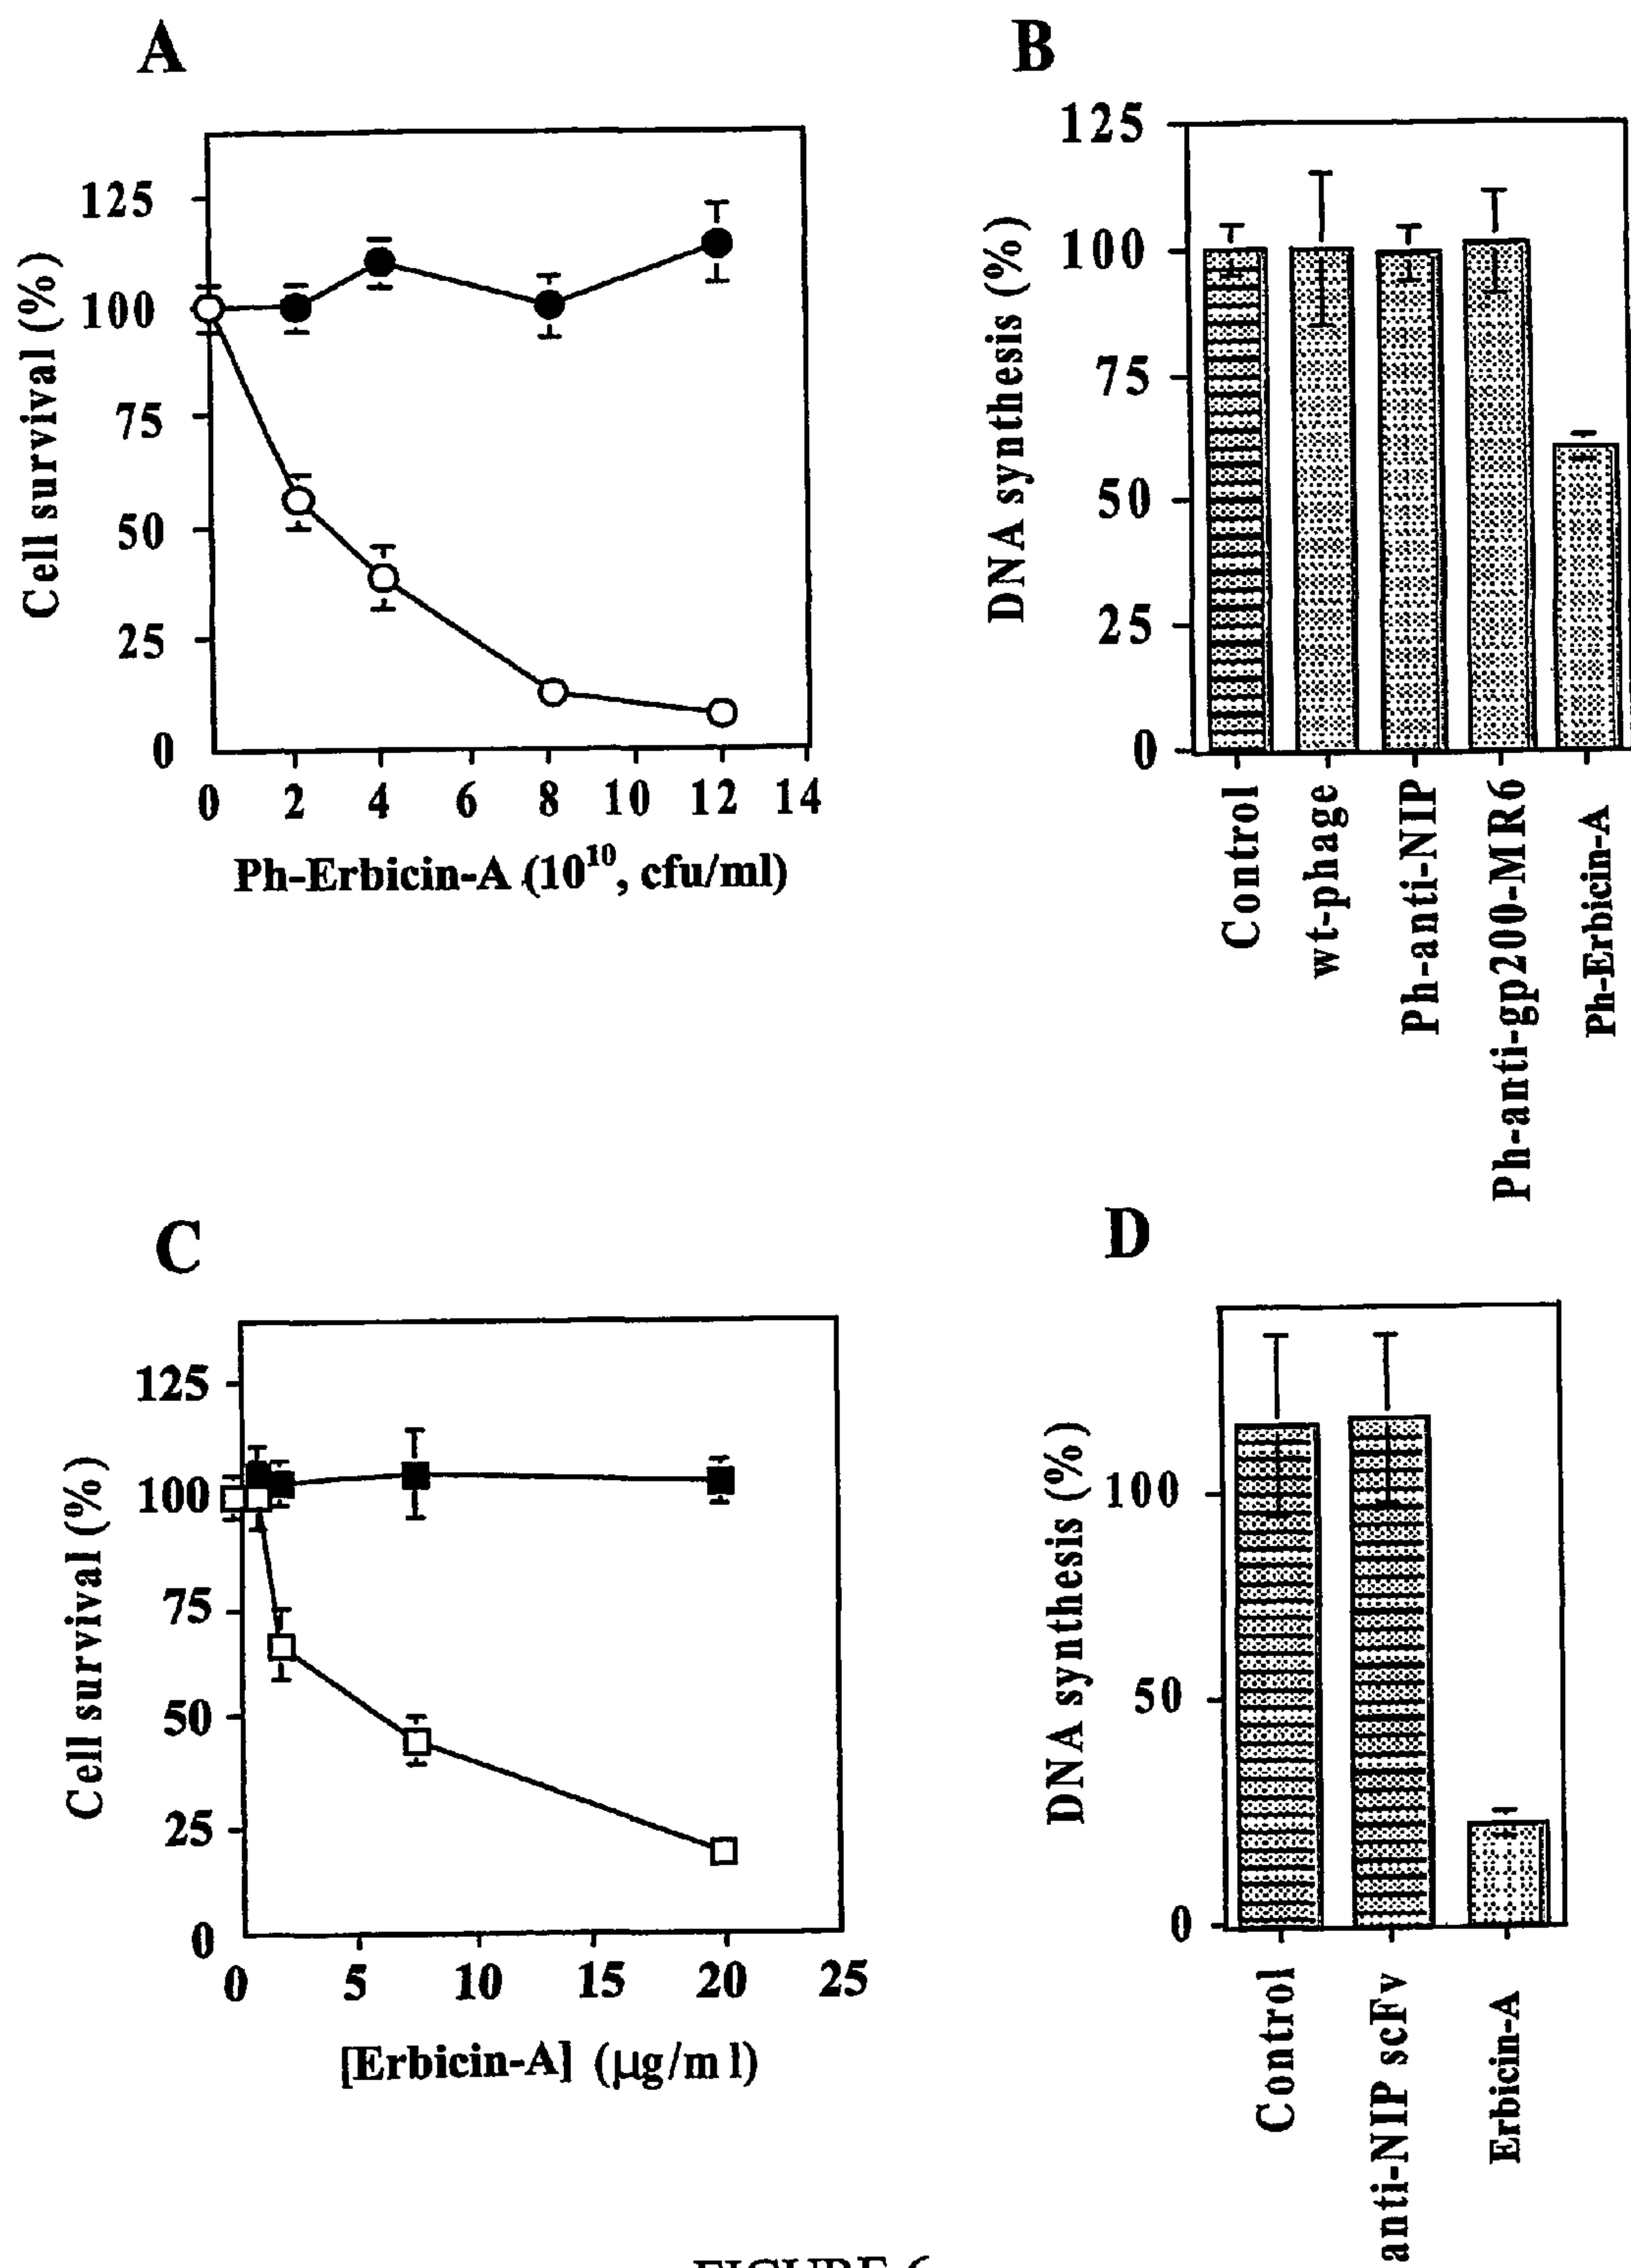 A
125
100
75
50
25
0
Cell survival (%)
0 2 4 6 8 10 12 14
Ph-Erbicin-A (10¹⁰, cfu/ml)
B
125
100
75
50
25
0
DNA synthesis (%)
Control
wt-phage
Ph-anti-NIP
Ph-anti-gp200-MR6
Ph-Erbicin-A
C
125
100
75
50
25
0
Cell survival (%)
0 5 10 15 20 25
[Erbicin-A] (μg/ml)
D
100
50
0
DNA synthesis (%)
Control
anti-NIP scFv
Erbicin-A
FIGURE 6